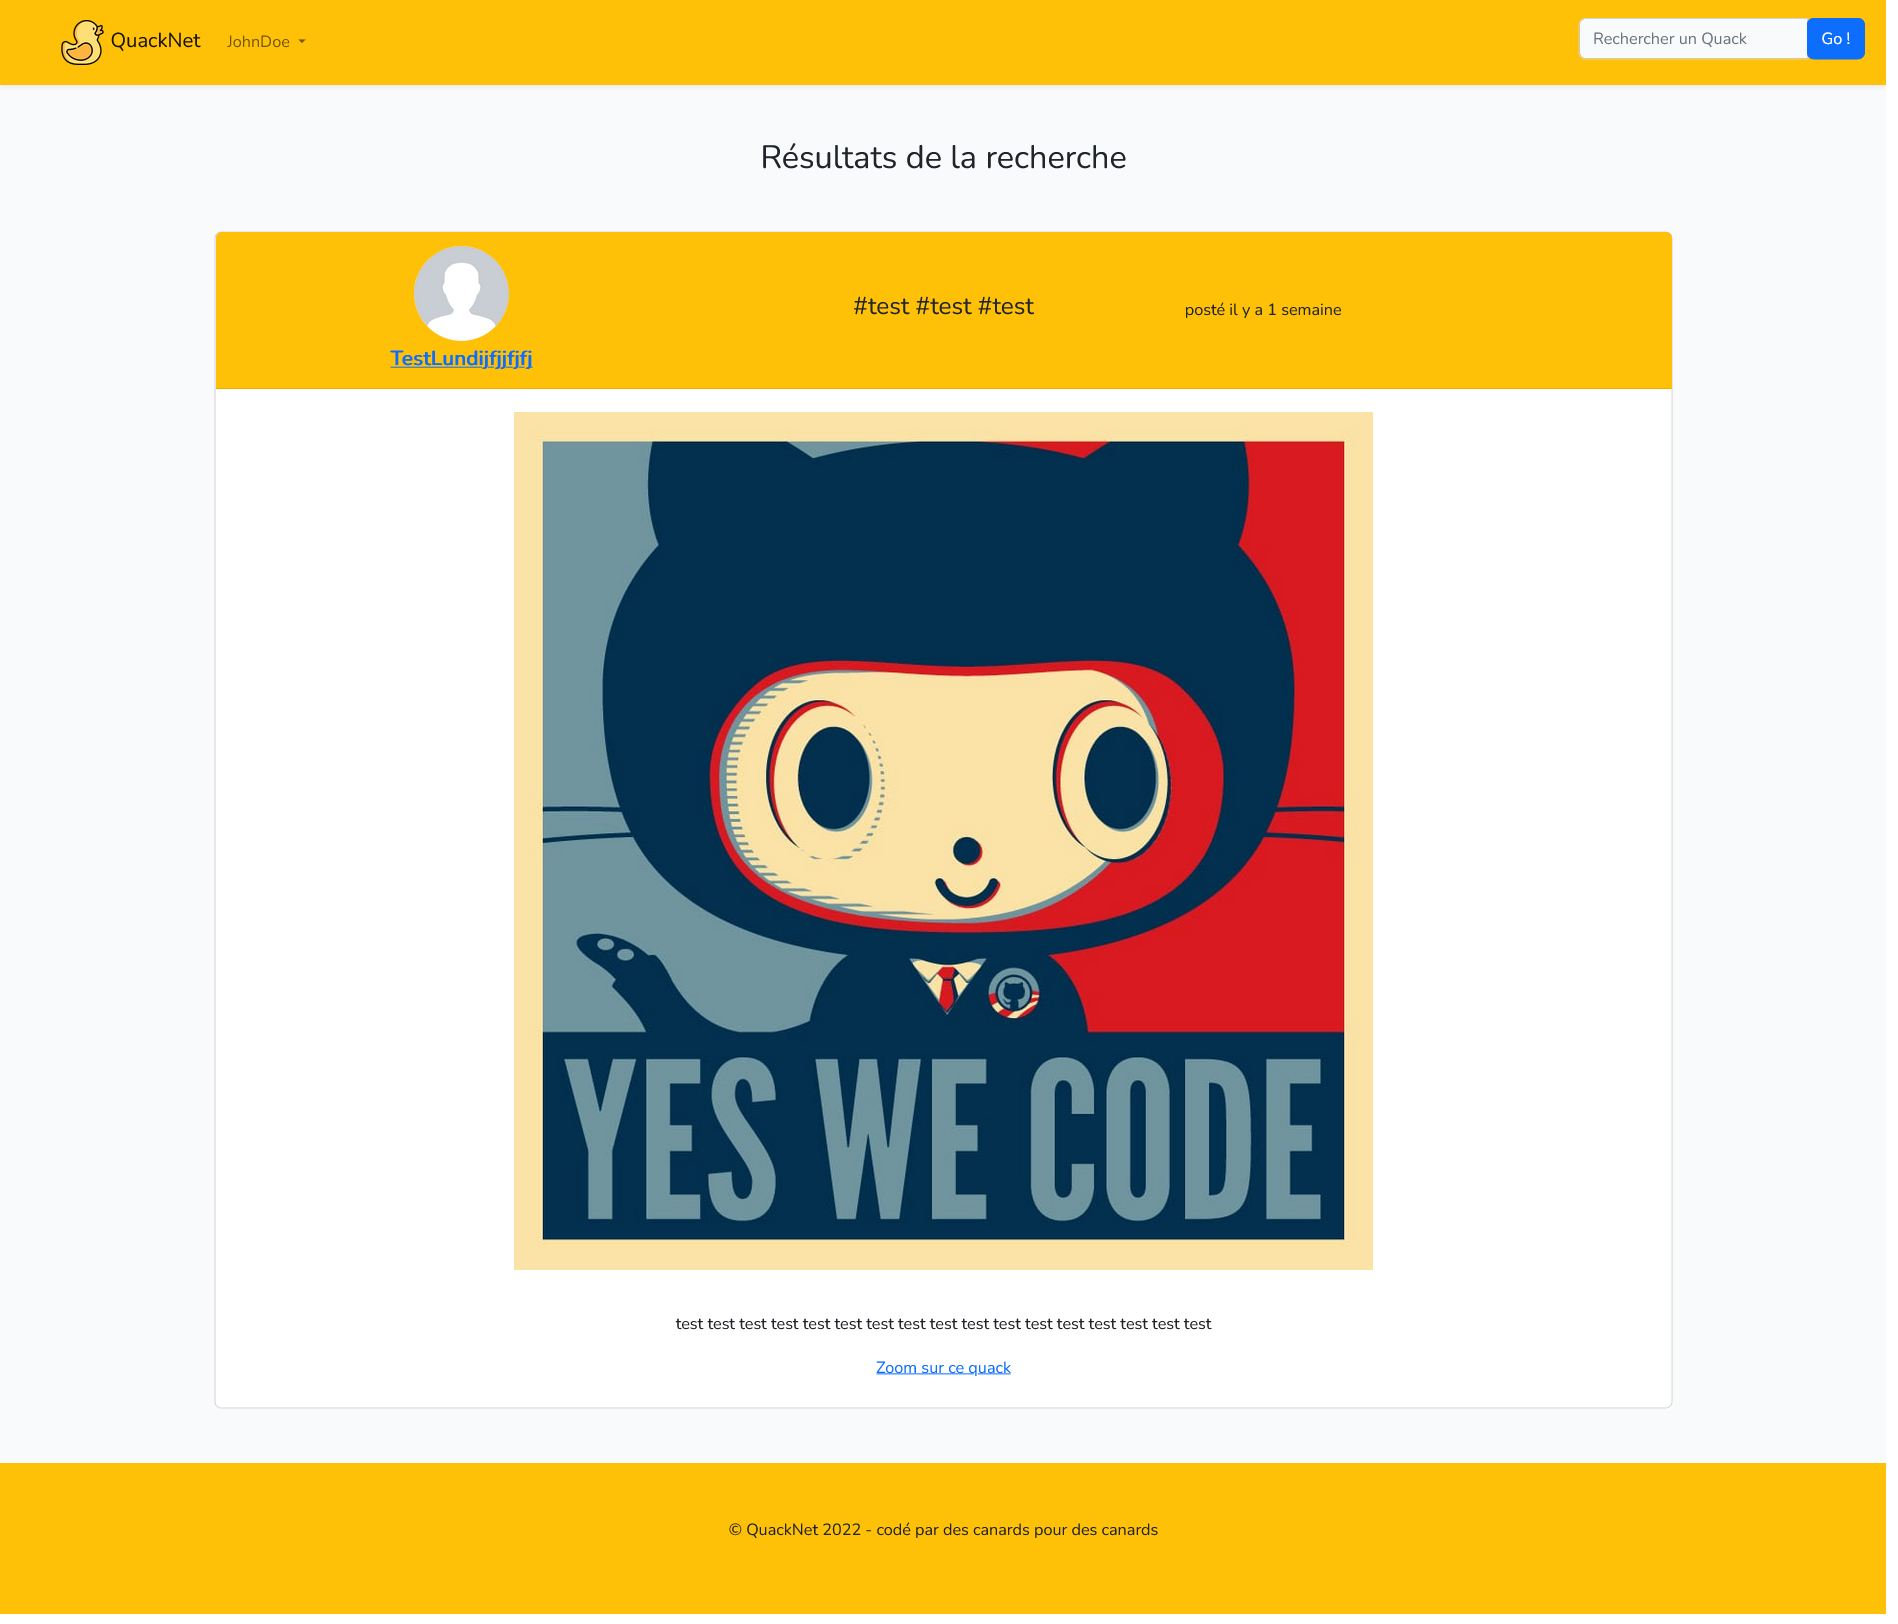 QuackNet
JohnDoe
Rechercher un Quack
Go !
Résultats de la recherche
TestLundijfjjfjfj
#test #test #test
posté il y a 1 semaine
YES WE CODE
test test test test test test test test test test test test test test test test test
Zoom sur ce quack
© QuackNet 2022 - codé par des canards pour des canards